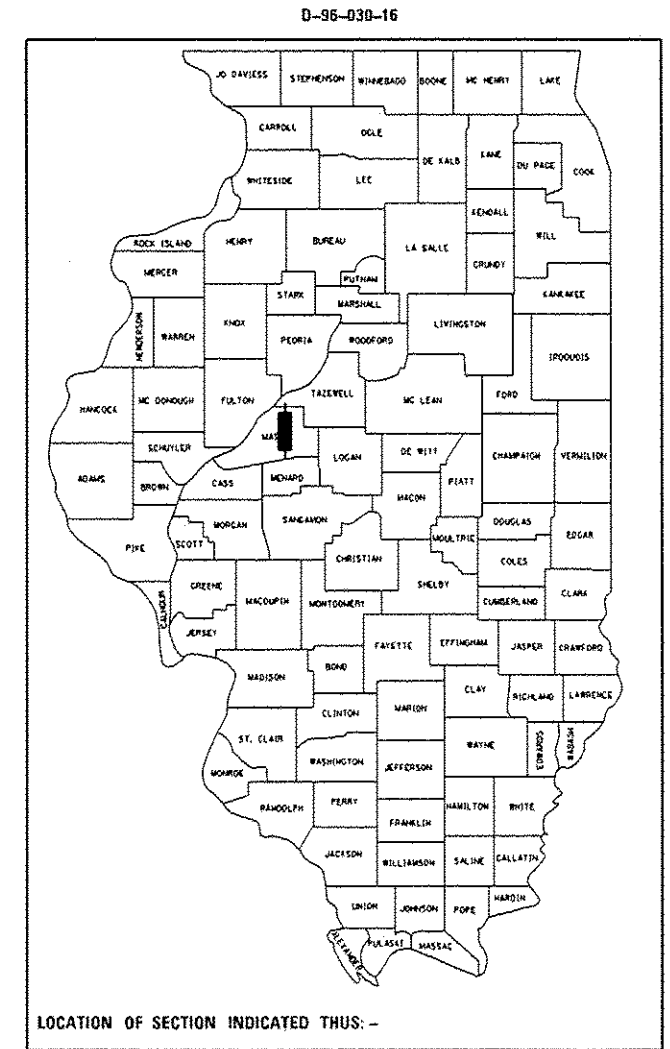 D-96-030-16
JO DAVIESS STEPHENSON WINNEBAGO BOONE MC HENRY LAKE
CARROLL OGLE
DE KALB KANE DU PAGE COOK
WHITESIDE LEE
KENDALL
ROCK ISLAND HENRY BUREAU LA SALLE WILL
MERCER PUTNAM GRUNDY
STARK MARSHALL KANKAKEE
HENDERSON WARREN KNOX PEORIA WOODFORD LIVINGSTON
IROQUOIS
HANCOCK MC DONOUGH FULTON TAZEWELL MC LEAN FORD
MAS
SCHUYLER LOGAN DE WITT CHAMPAIGN VERMILION
ADAMS BROWN CASS MENARD PIATT
MACON
MORGAN SANGAMON DOUGLAS
PIKE SCOTT CHRISTIAN MOULTRIE EDGAR
COLES
GREENE MACOUPIN MONTGOMERY SHELBY CUMBERLAND CLARK
CALHOUN
JERSEY FAYETTE EFFINGHAM JASPER CRAWFORD
BOND
MADISON CLAY
RICHLAND LAWRENCE
CLINTON MARION
ST. CLAIR WAYNE EDWARDS WABASH
WASHINGTON JEFFERSON
MONROE
RANDOLPH PERRY HAMILTON WHITE
FRANKLIN
JACKSON WILLIAMSON SALINE GALLATIN
UNION JOHNSON POPE HARDIN
ALEXANDER PULASKI MASSAC
LOCATION OF SECTION INDICATED THUS: -